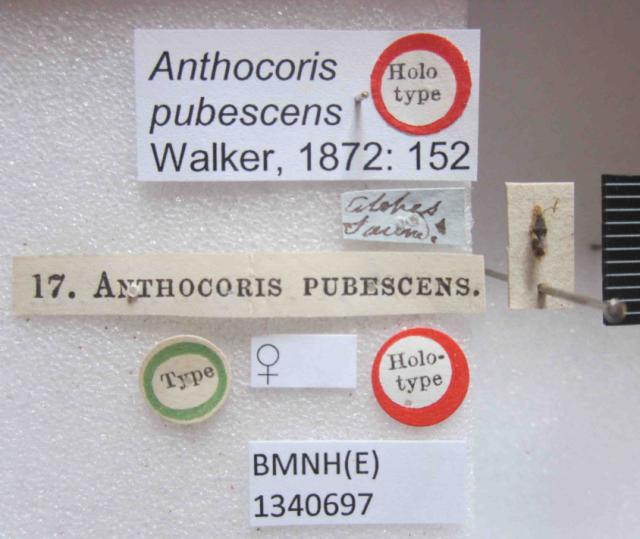 Anthocoris
pubescens
Walker, 1872: 152
Holo
type
17. ANTHOCORIS PUBESCENS.
Type
♀
Holo-
type
BMNH(E)
1340697